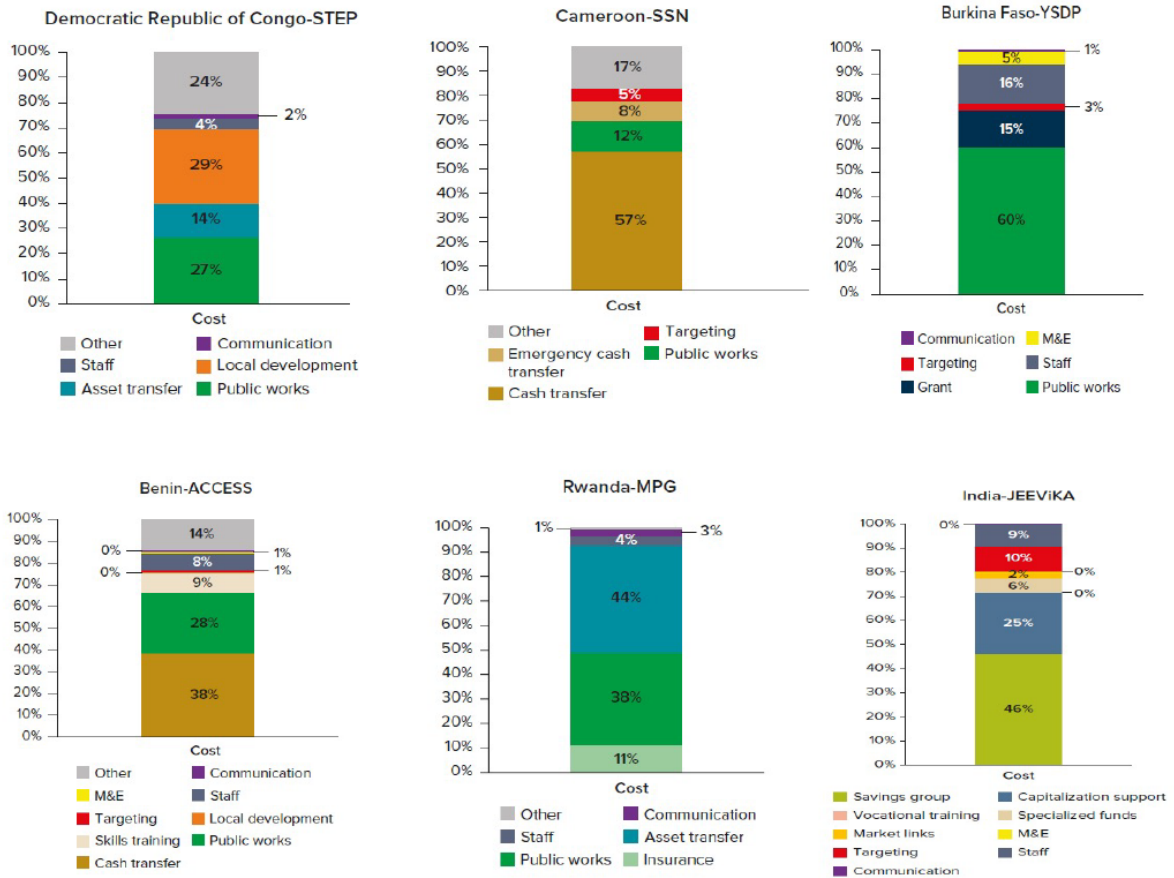 Democratic Republic of Congo-STEP
100%
90%
80%
70%
60%
50%
40%
30%
20%
10%
0%
24%
2%
4%
29%
14%
27%
Cost
Other
Communication
Staff
Local development
Asset transfer
Public works
Cameroon-SSN
100%
90%
80%
70%
60%
50%
40%
30%
20%
10%
0%
17%
5%
8%
12%
57%
Cost
Other
Targeting
Emergency cash
transfer
Public works
Cash transfer
Burkina Faso-YSDP
100%
90%
80%
70%
60%
50%
40%
30%
20%
10%
0%
1%
5%
16%
3%
15%
60%
Cost
Communication
M&E
Targeting
Staff
Grant
Public works
Benin-ACCESS
100%
90%
80%
70%
60%
50%
40%
30%
20%
10%
0%
14%
0%
1%
8%
0%
1%
9%
28%
38%
Cost
Other
Communication
M&E
Staff
Targeting
Local development
Skills training
Public works
Cash transfer
Rwanda-MPG
100%
90%
80%
70%
60%
50%
40%
30%
20%
10%
0%
1%
3%
4%
44%
38%
11%
Cost
Other
Communication
Staff
Asset transfer
Public works
Insurance
India-JEEViKA
100%
90%
80%
70%
60%
50%
40%
30%
20%
10%
0%
0%
9%
10%
2%
0%
6%
0%
25%
46%
Cost
Savings group
Capitalization support
Vocational training
Specialized funds
Market links
M&E
Targeting
Staff
Communication